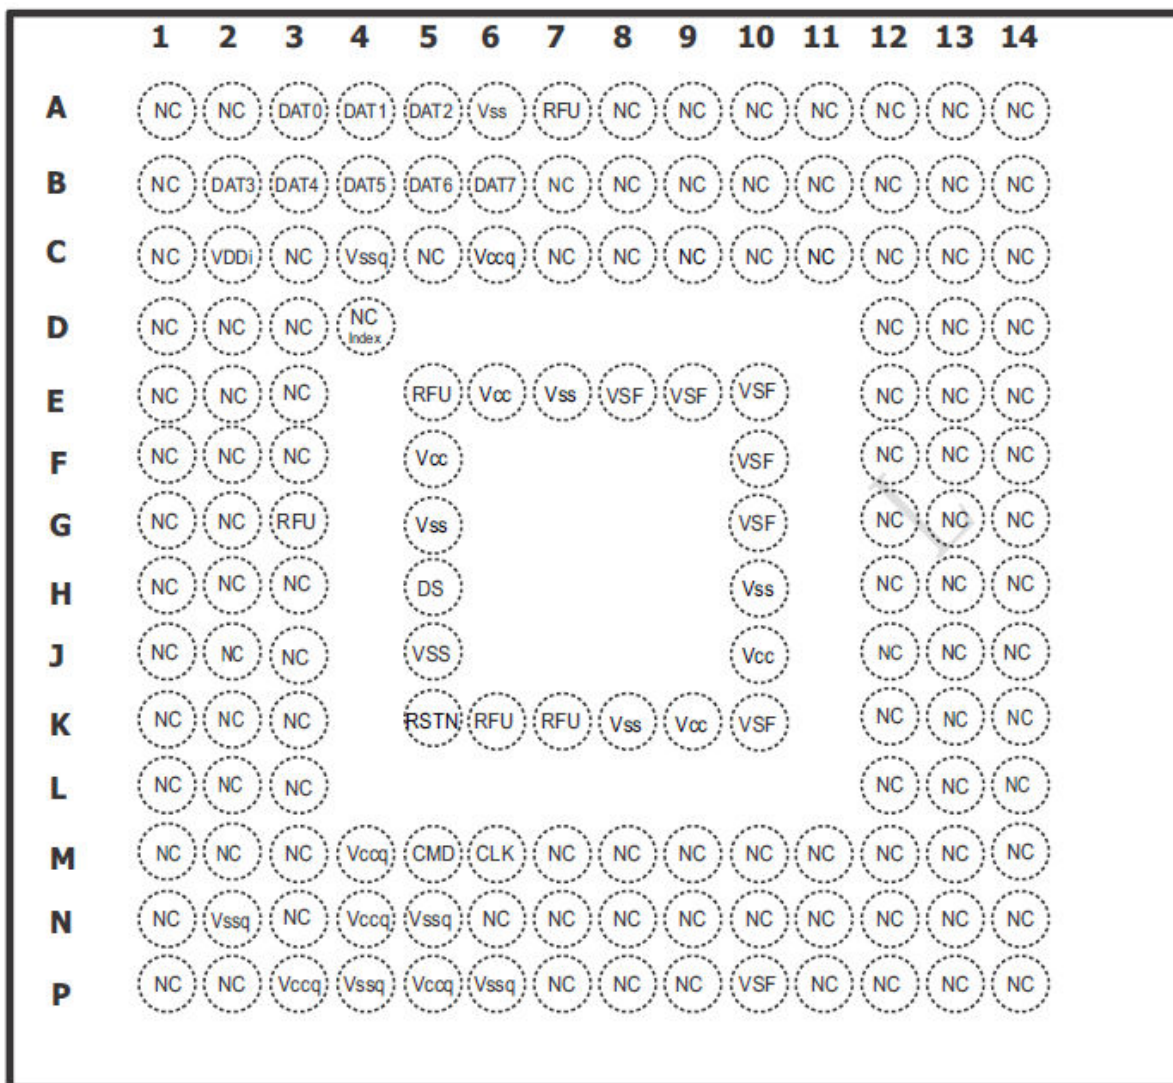 1 2 3 4 5 6 7 8 9 10 11 12 13 14
A NC NC DAT0 DAT1 DAT2 Vss RFU NC NC NC NC NC NC NC
B NC DAT3 DAT4 DAT5 DAT6 DAT7 NC NC NC NC NC NC NC NC
C NC VDDi NC Vssq NC Vccq NC NC NC NC NC NC NC NC
D NC NC NC NC NC NC NC
Index
E NC NC NC RFU Vcc Vss VSF VSF VSF NC NC NC
F NC NC NC Vcc VSF NC NC NC
G NC NC RFU Vss VSF NC NC NC
H NC NC NC DS Vss NC NC NC
J NC NC NC VSS Vcc NC NC NC
K NC NC NC RSTN RFU RFU Vss Vcc VSF NC NC NC
L NC NC NC NC NC NC
M NC NC NC Vccq CMD CLK NC NC NC NC NC NC NC NC
N NC Vssq NC Vccq Vssq NC NC NC NC NC NC NC NC NC
P NC NC Vccq Vssq Vccq Vssq NC NC NC VSF NC NC NC NC